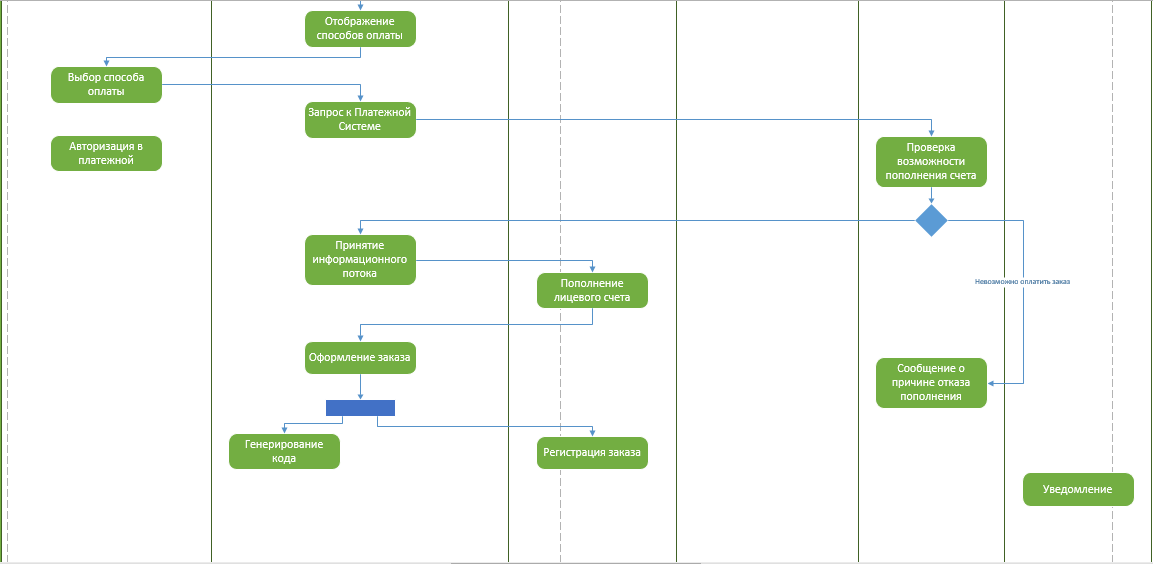 Отображение
способов оплаты
Выбор способа
оплаты
Запрос к Платежной
Системе
Авторизация в
платежной
Проверка
возможности
пополнения счета
Принятие
информационного
потока
Пополнение
лицевого счета
Невозможно оплатить заказ
Оформление заказа
Сообщение о
причине отказа
пополнения
Генерирование
кода
Регистрация заказа
Уведомление